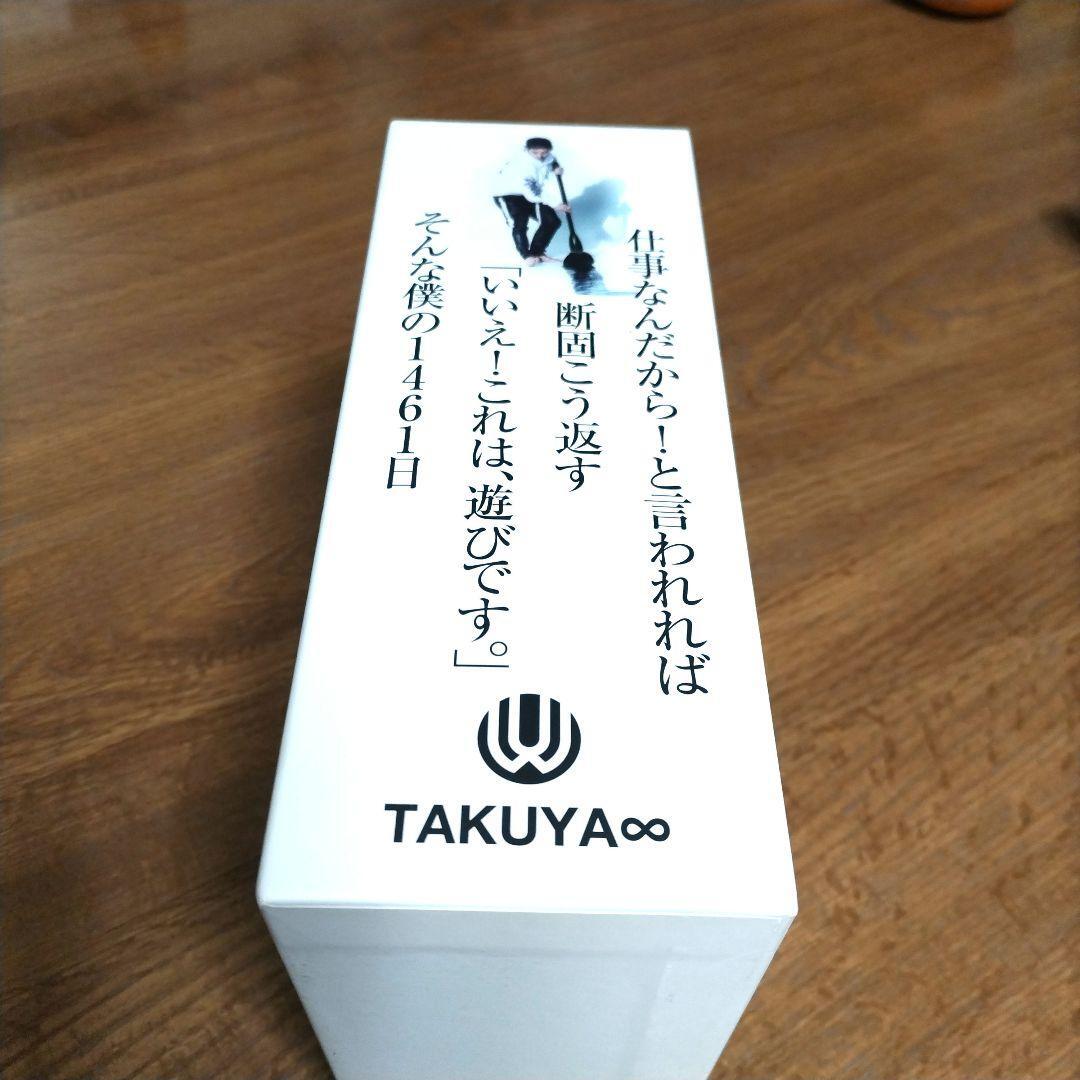 仕事なんだから！と言われれば
断固こう返す
「いいえ！これは、遊びです。」
そんな僕の1461日
TAKUYA∞